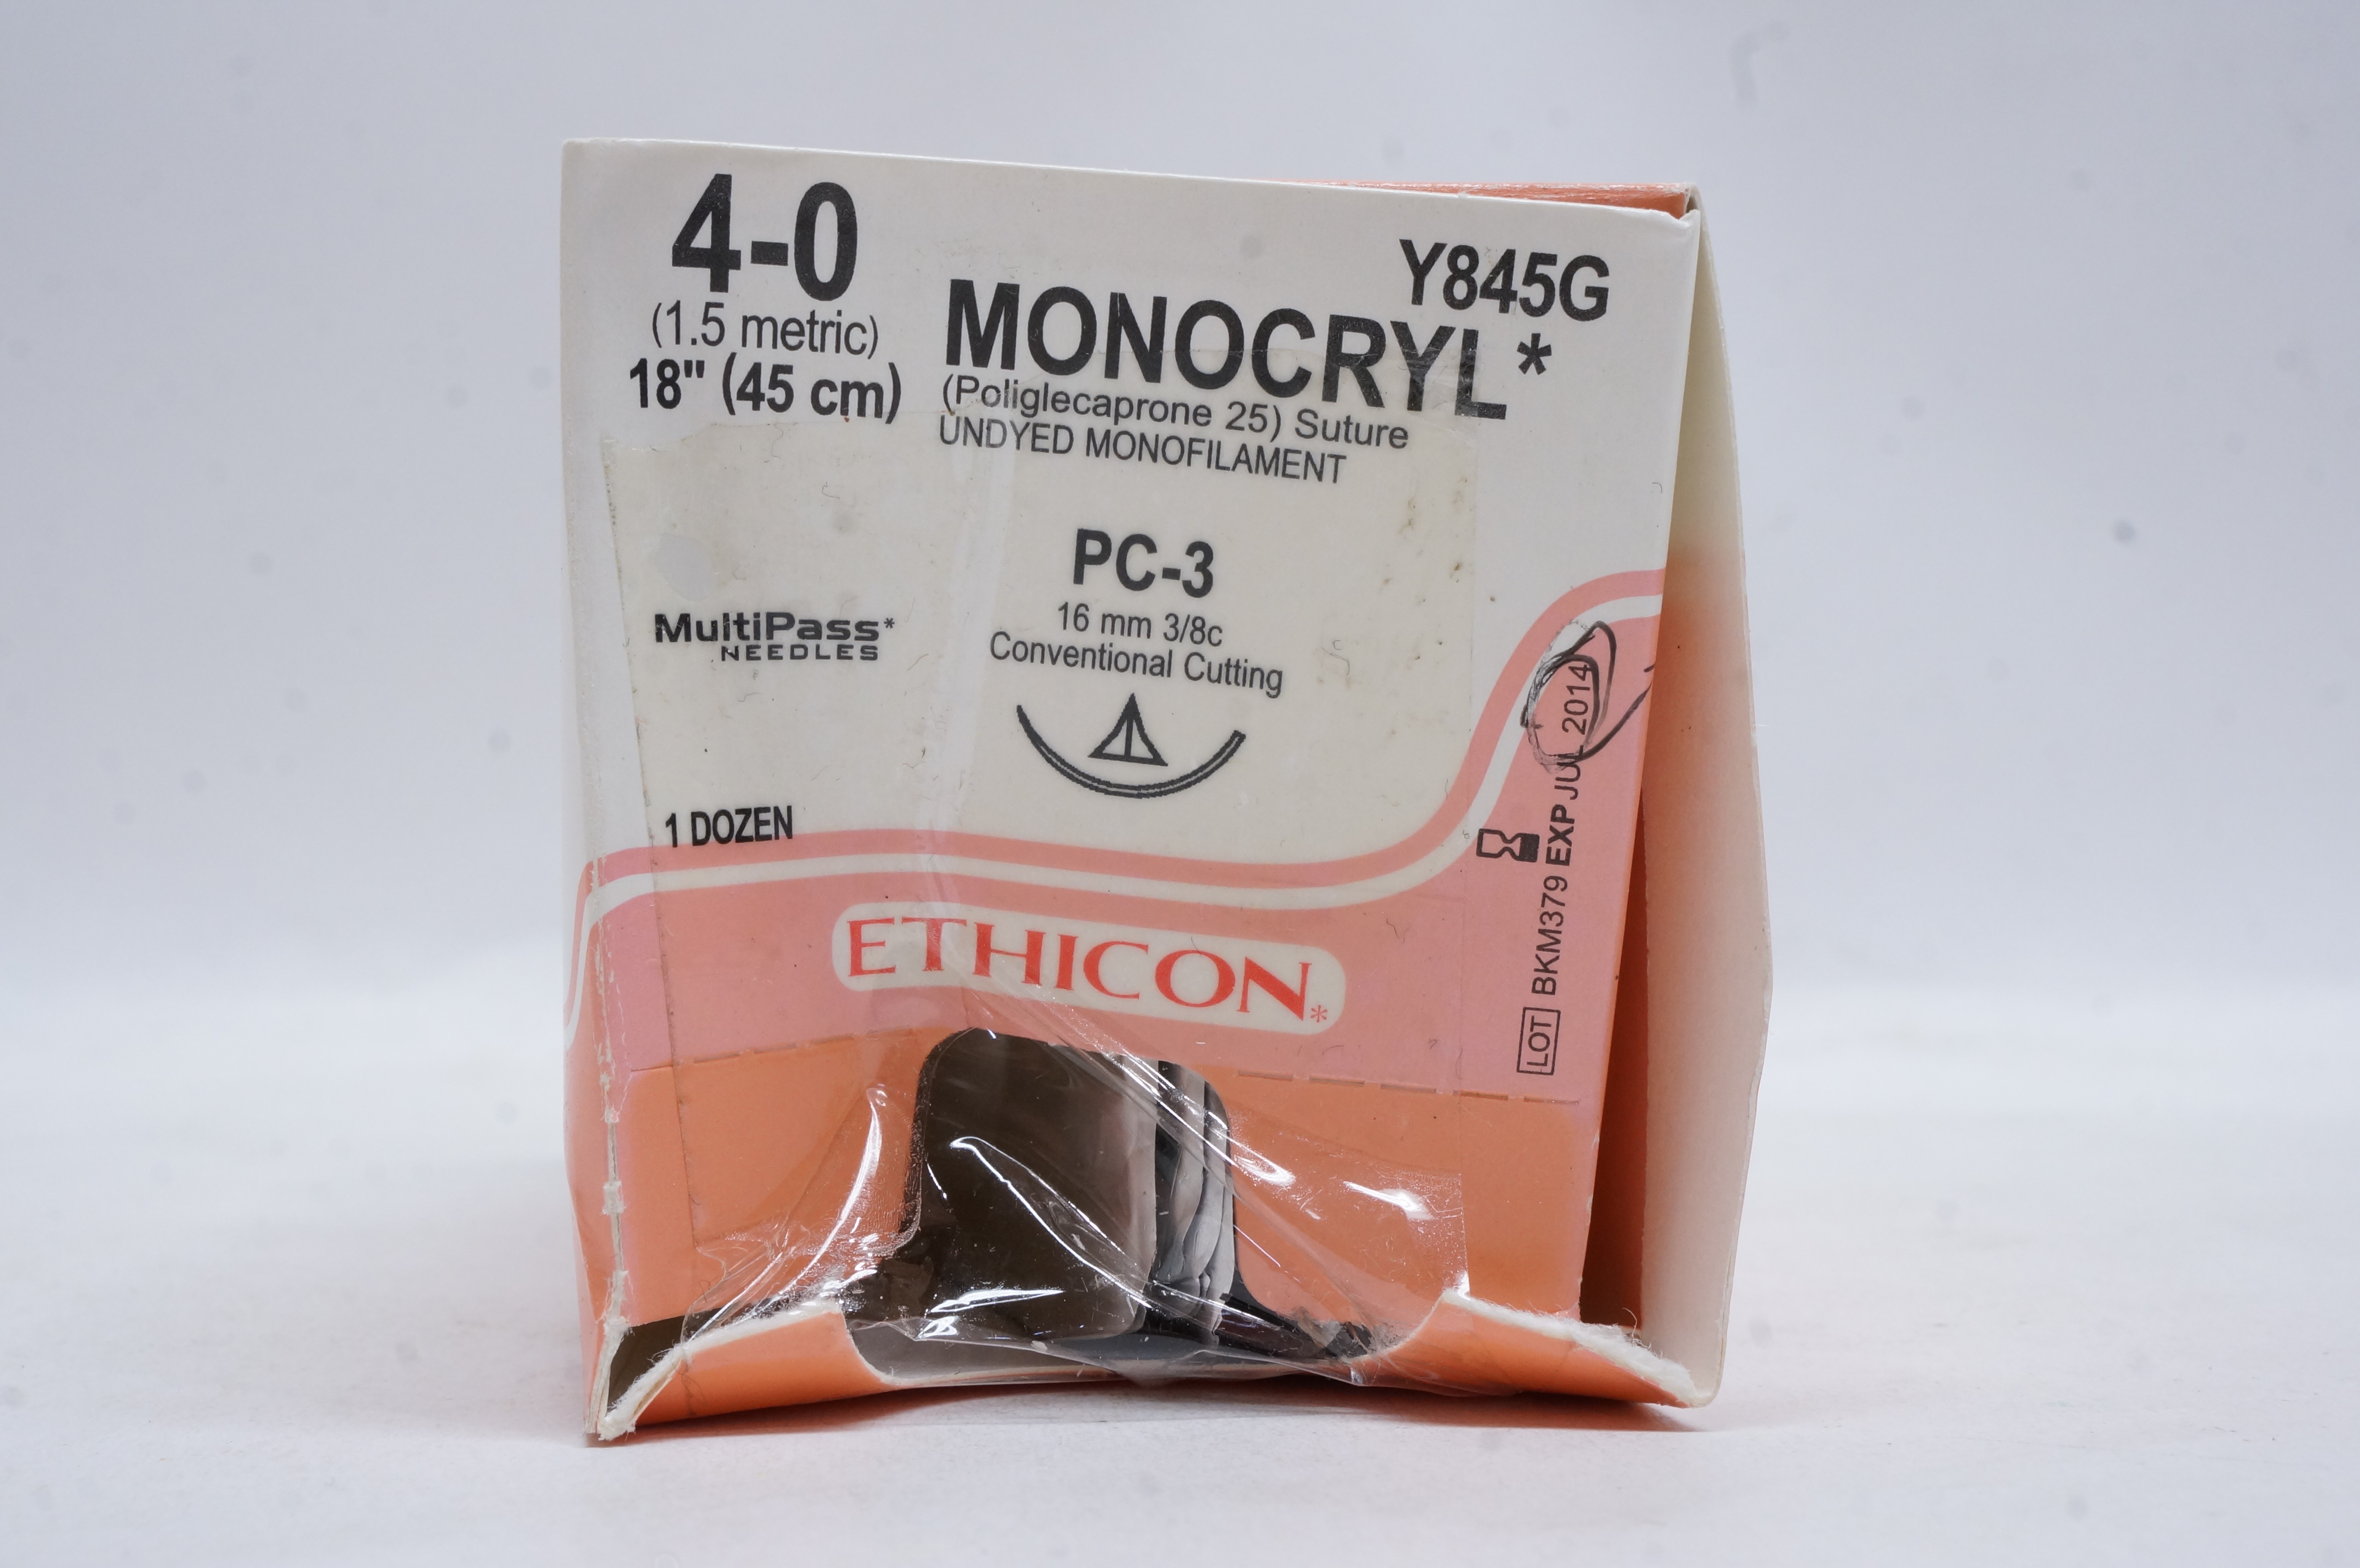 4-0
(1.5 metric)
18" (45 cm)
Y845G
MONOCRYL*
(Poliglecaprone 25) Suture
UNDYED MONOFILAMENT
PC-3
16 mm 3/8c
Conventional Cutting
MultiPass*
NEEDLES
1 DOZEN
ETHICON*
LOT BKM379 EXP JUL 2014